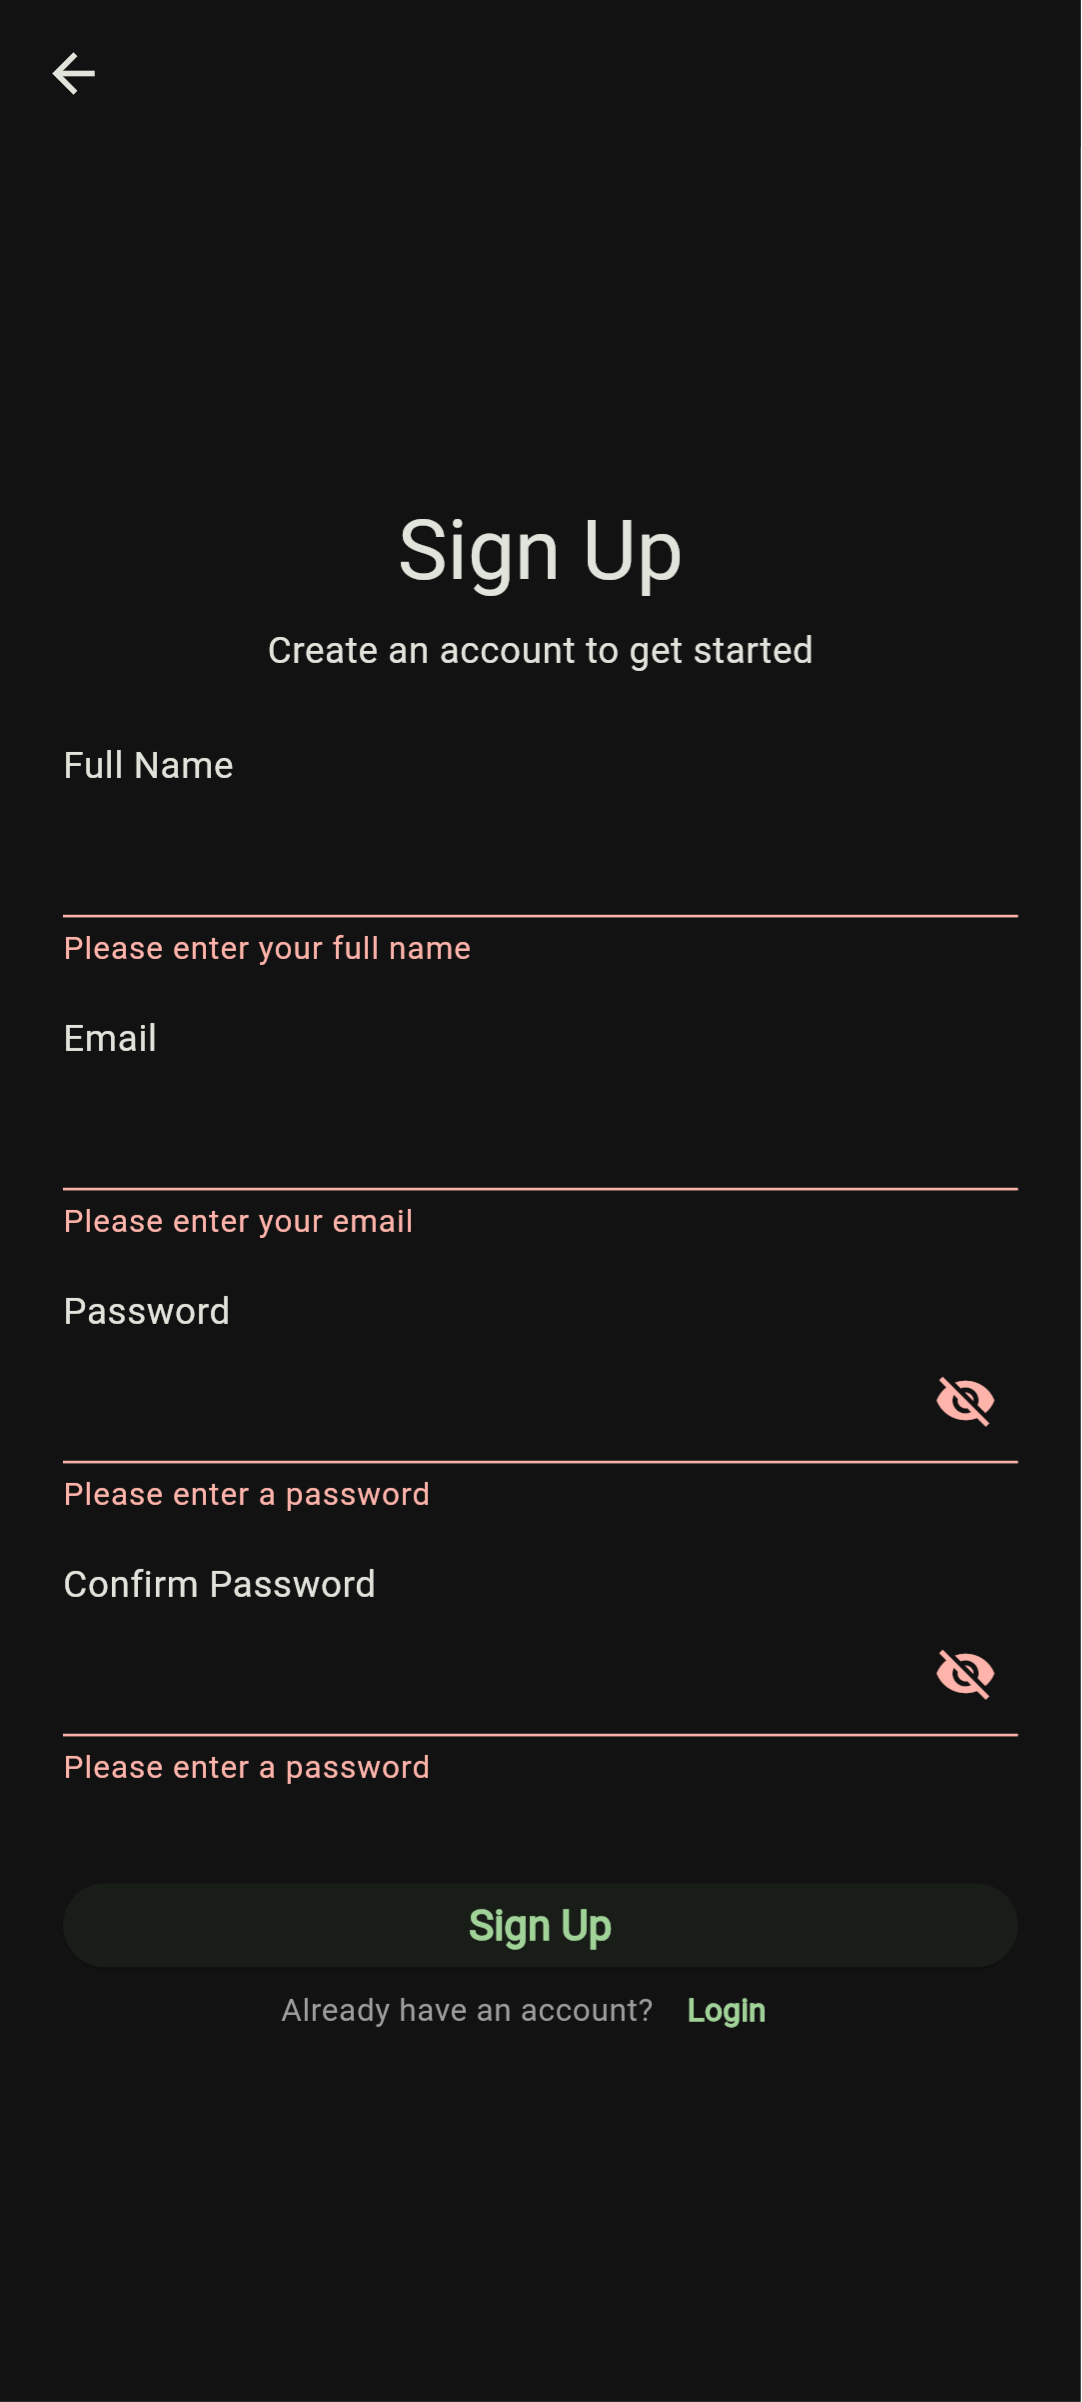 Sign Up
Create an account to get started
Full Name
Please enter your full name
Email
Please enter your email
Password
Please enter a password
Confirm Password
Please enter a password
Sign Up
Already have an account? Login